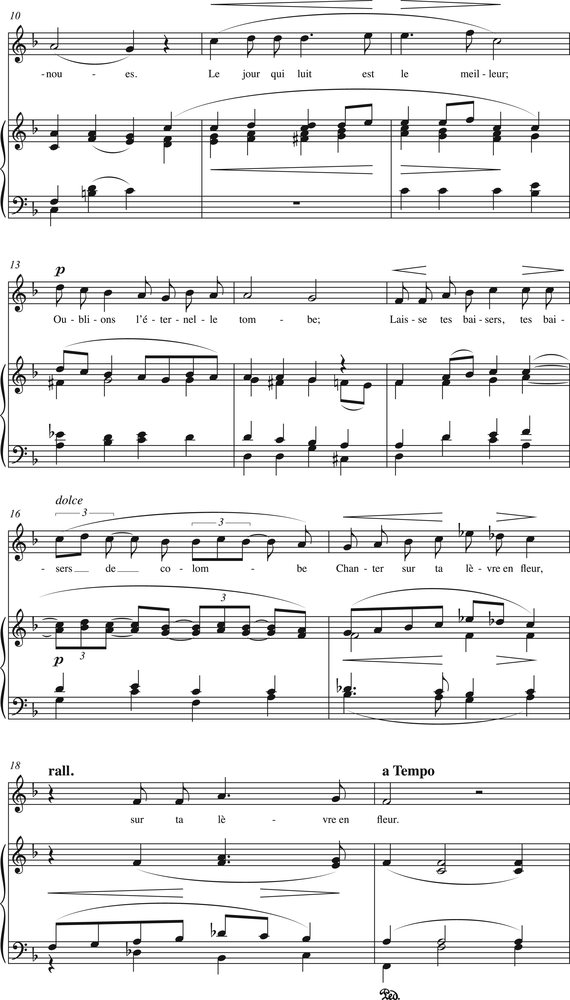 10
-nou - es. Le jour qui luit est le meil - leur;
13
p
Ou - bli - ons l'é - ter - nel - le tom - be; Lais - se tes bai - sers, tes bai -
dolce
16 3 3
- sers de co - lom - be Chan - ter sur ta lè - vre en fleur,
3
3
p
18
rall. a Tempo
sur ta lè - vre en fleur.
Ped.